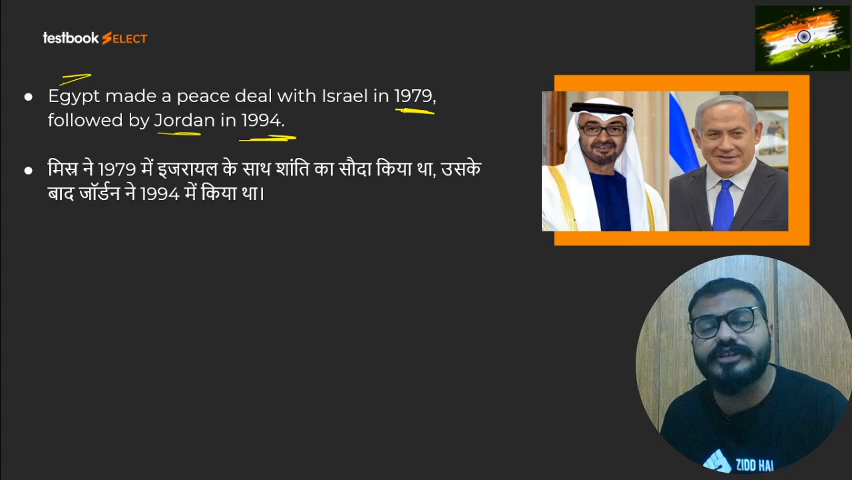 testbook SELECT
Egypt made a peace deal with Israel in 1979,
followed by Jordan in 1994.
मिस्र ने 1979 में इजरायल के साथ शांति का सौदा किया था, उसके
बाद जॉर्डन ने 1994 में किया था।
ZIDD HAI